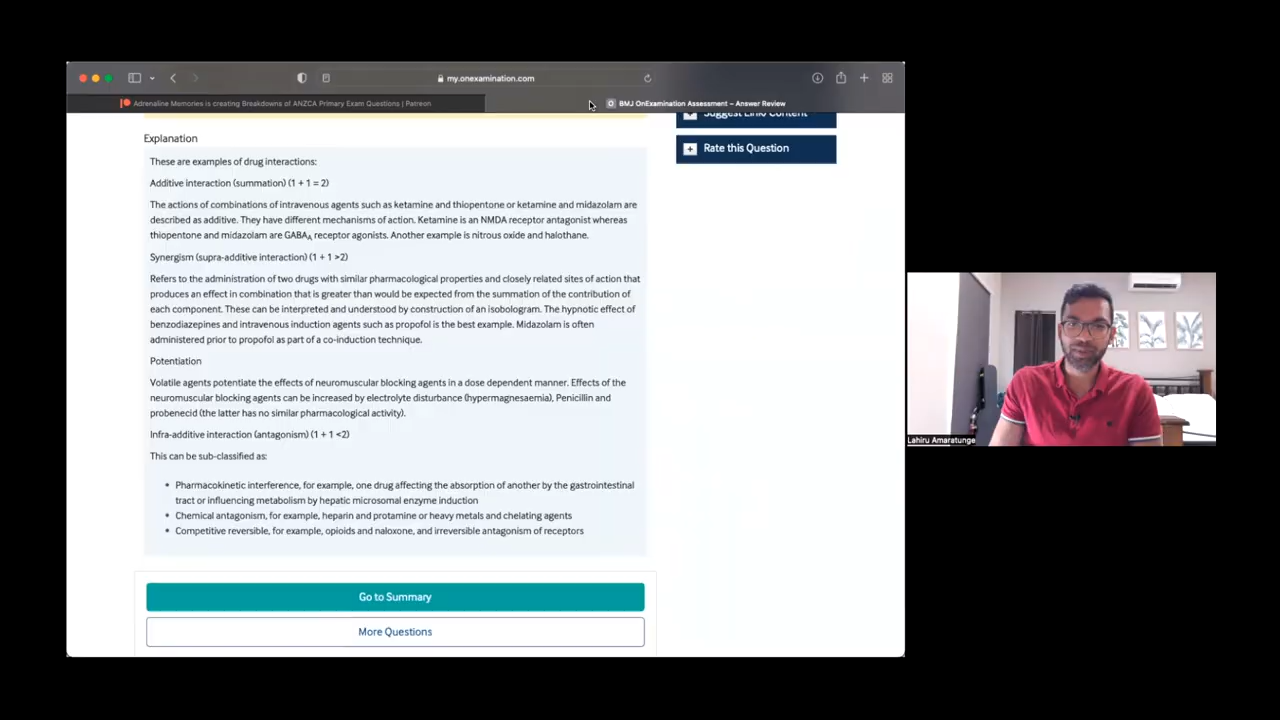 my.onexamination.com
Adrenaline Memories is creating Breakdowns of ANZCA Primary Exam Questions | Patreon
BMJ OnExamination Assessment – Answer Review
Suggest Link/ Content
Rate this Question
Explanation
These are examples of drug interactions:
Additive interaction (summation) (1 + 1 = 2)
The actions of combinations of intravenous agents such as ketamine and thiopentone or ketamine and midazolam are
described as additive. They have different mechanisms of action. Ketamine is an NMDA receptor antagonist whereas
thiopentone and midazolam are GABAA receptor agonists. Another example is nitrous oxide and halothane.
Synergism (supra-additive interaction) (1 + 1 >2)
Refers to the administration of two drugs with similar pharmacological properties and closely related sites of action that
produces an effect in combination that is greater than would be expected from the summation of the contribution of
each component. These can be interpreted and understood by construction of an isobologram. The hypnotic effect of
benzodiazepines and intravenous induction agents such as propofol is the best example. Midazolam is often
administered prior to propofol as part of a co-induction technique.
Potentiation
Volatile agents potentiate the effects of neuromuscular blocking agents in a dose dependent manner. Effects of the
neuromuscular blocking agents can be increased by electrolyte disturbance (hypermagnesaemia), Penicillin and
probenecid (the latter has no similar pharmacological activity).
Infra-additive interaction (antagonism) (1 + 1 <2)
This can be sub-classified as:
• Pharmacokinetic interference, for example, one drug affecting the absorption of another by the gastrointestinal
tract or influencing metabolism by hepatic microsomal enzyme induction
• Chemical antagonism, for example, heparin and protamine or heavy metals and chelating agents
• Competitive reversible, for example, opioids and naloxone, and irreversible antagonism of receptors
Go to Summary
More Questions
Lahiru Amaratunge